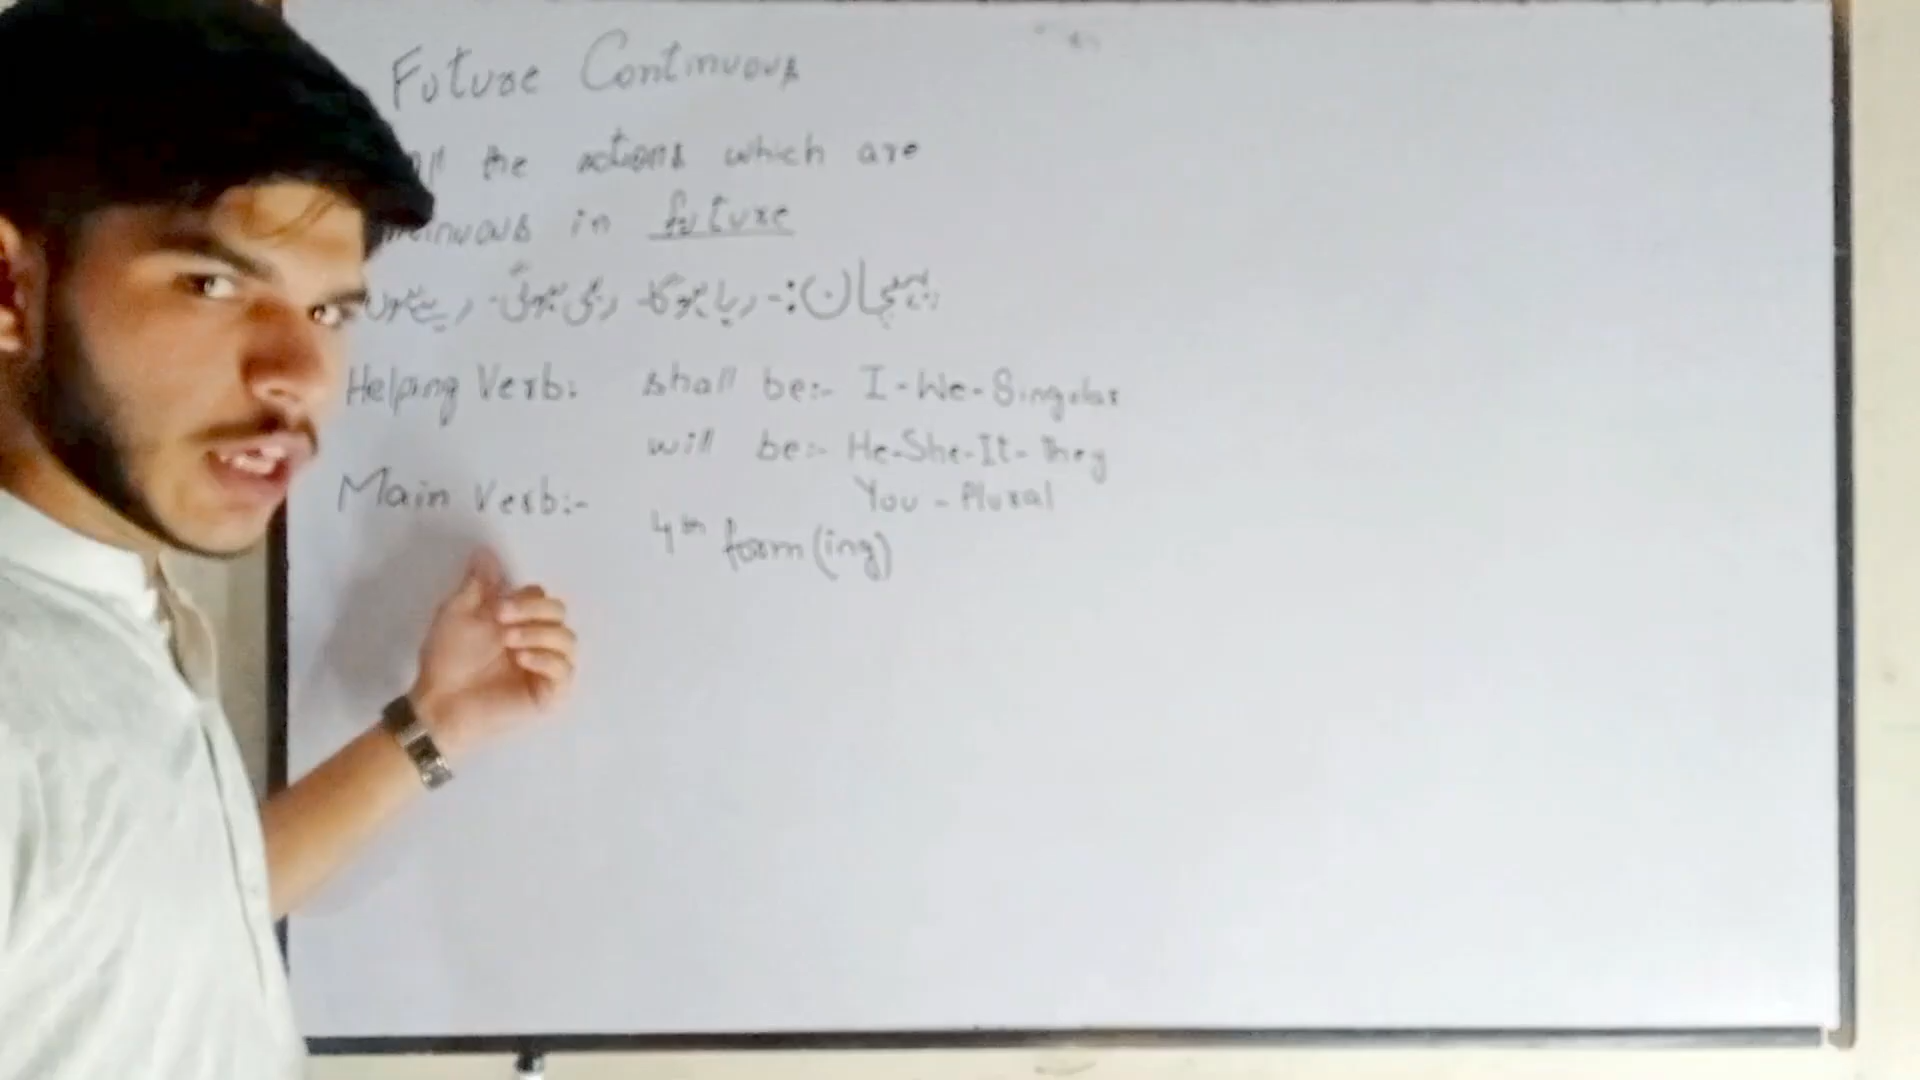 Future Continuous
all the actions which are
continuous in future
پہچان:- رہا ہوگا- رہی ہوگی- رہے ہوں
Helping Verb: shall be:- I-We-Singular
will be:- He-She-It-They
You-Plural
Main Verb:- 4th form (ing)